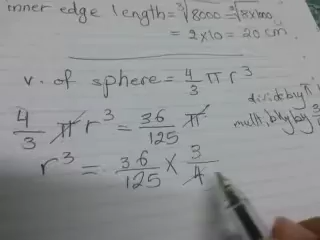 inner edge length = ∛8000 = ∛8×1000
= 2×10 = 20 cm
v. of sphere = 4/3 π r³
4/3 π r³ = 36/125 π
divide by π
multiply by 3
r³ = 36/125 × 3/4